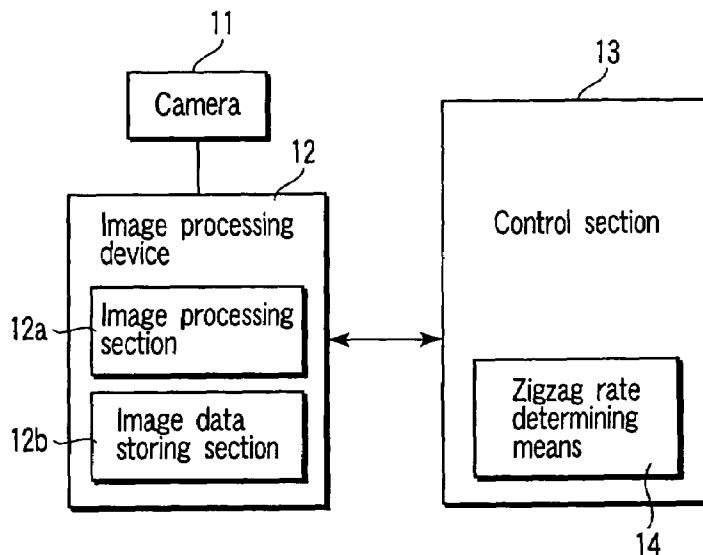 11
Camera
12
Image processing
device
12a
Image processing
section
12b
Image data
storing section
13
Control section
Zigzag rate
determining
means
14